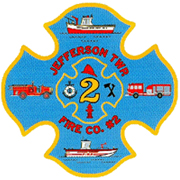 JEFFERSON TWP.
2
FIRE CO. #2